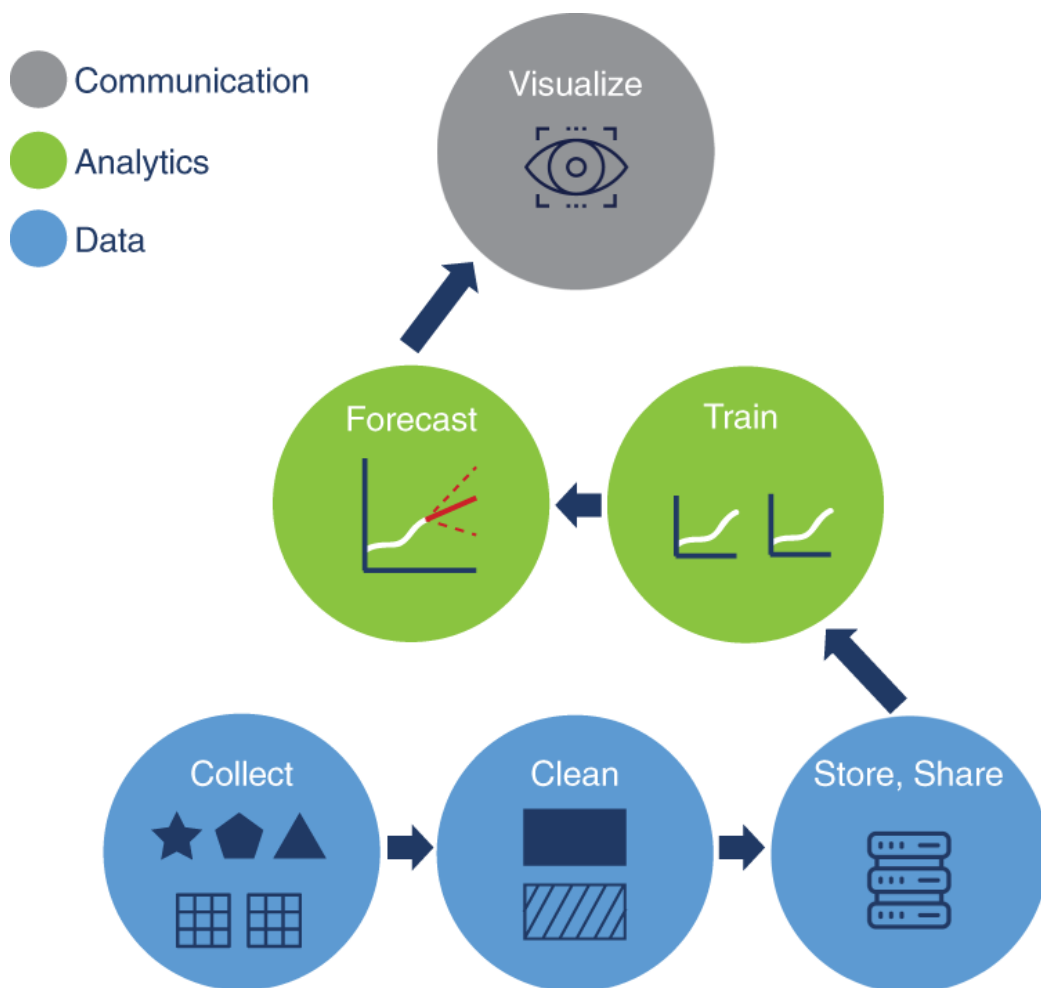 Communication
Analytics
Data
Visualize
Forecast
Train
Collect
Clean
Store, Share